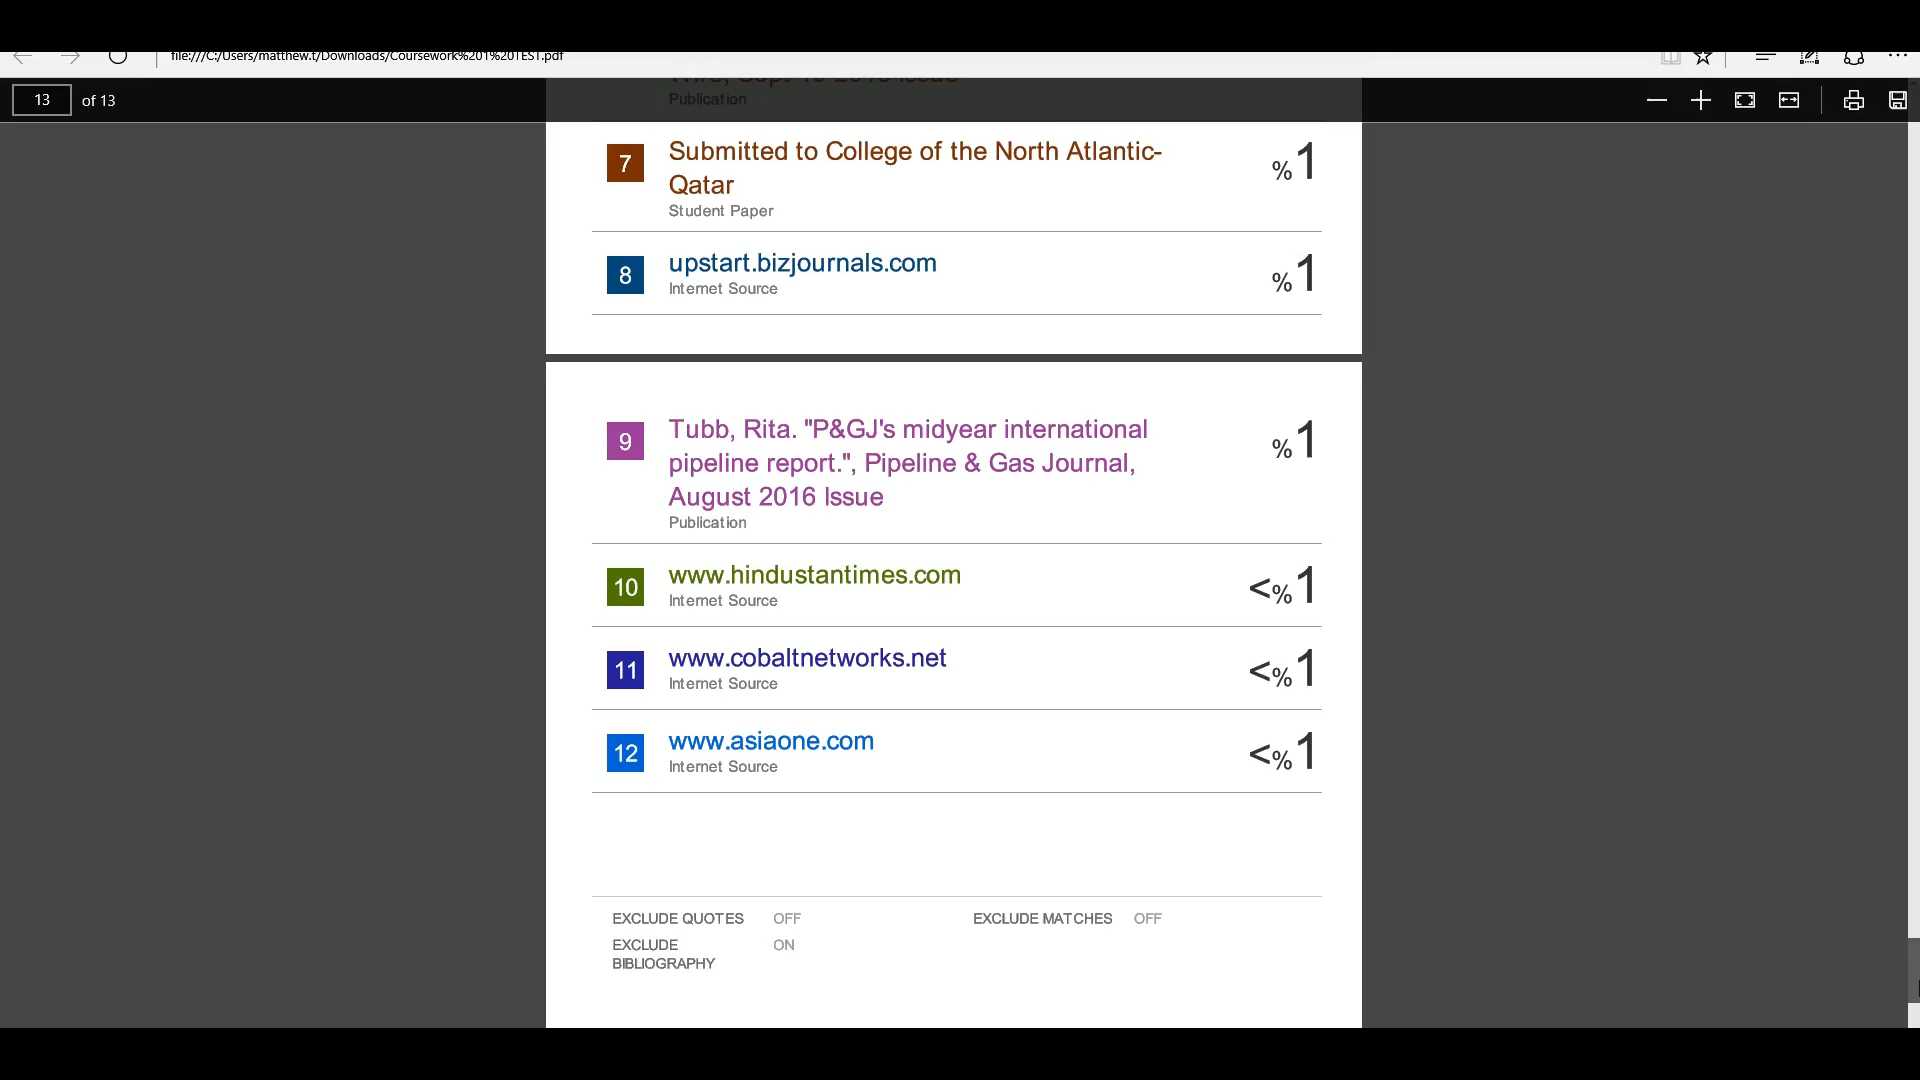 file:///C:/Users/matthew.t/Downloads/Coursework%201%20TEST.pdf
13 of 13
Publication
7 Submitted to College of the North Atlantic- %1
Qatar
Student Paper
8 upstart.bizjournals.com %1
Internet Source
9 Tubb, Rita. "P&GJ's midyear international %1
pipeline report.", Pipeline & Gas Journal,
August 2016 Issue
Publication
10 www.hindustantimes.com <%1
Internet Source
11 www.cobaltnetworks.net <%1
Internet Source
12 www.asiaone.com <%1
Internet Source
EXCLUDE QUOTES OFF EXCLUDE MATCHES OFF
EXCLUDE ON
BIBLIOGRAPHY